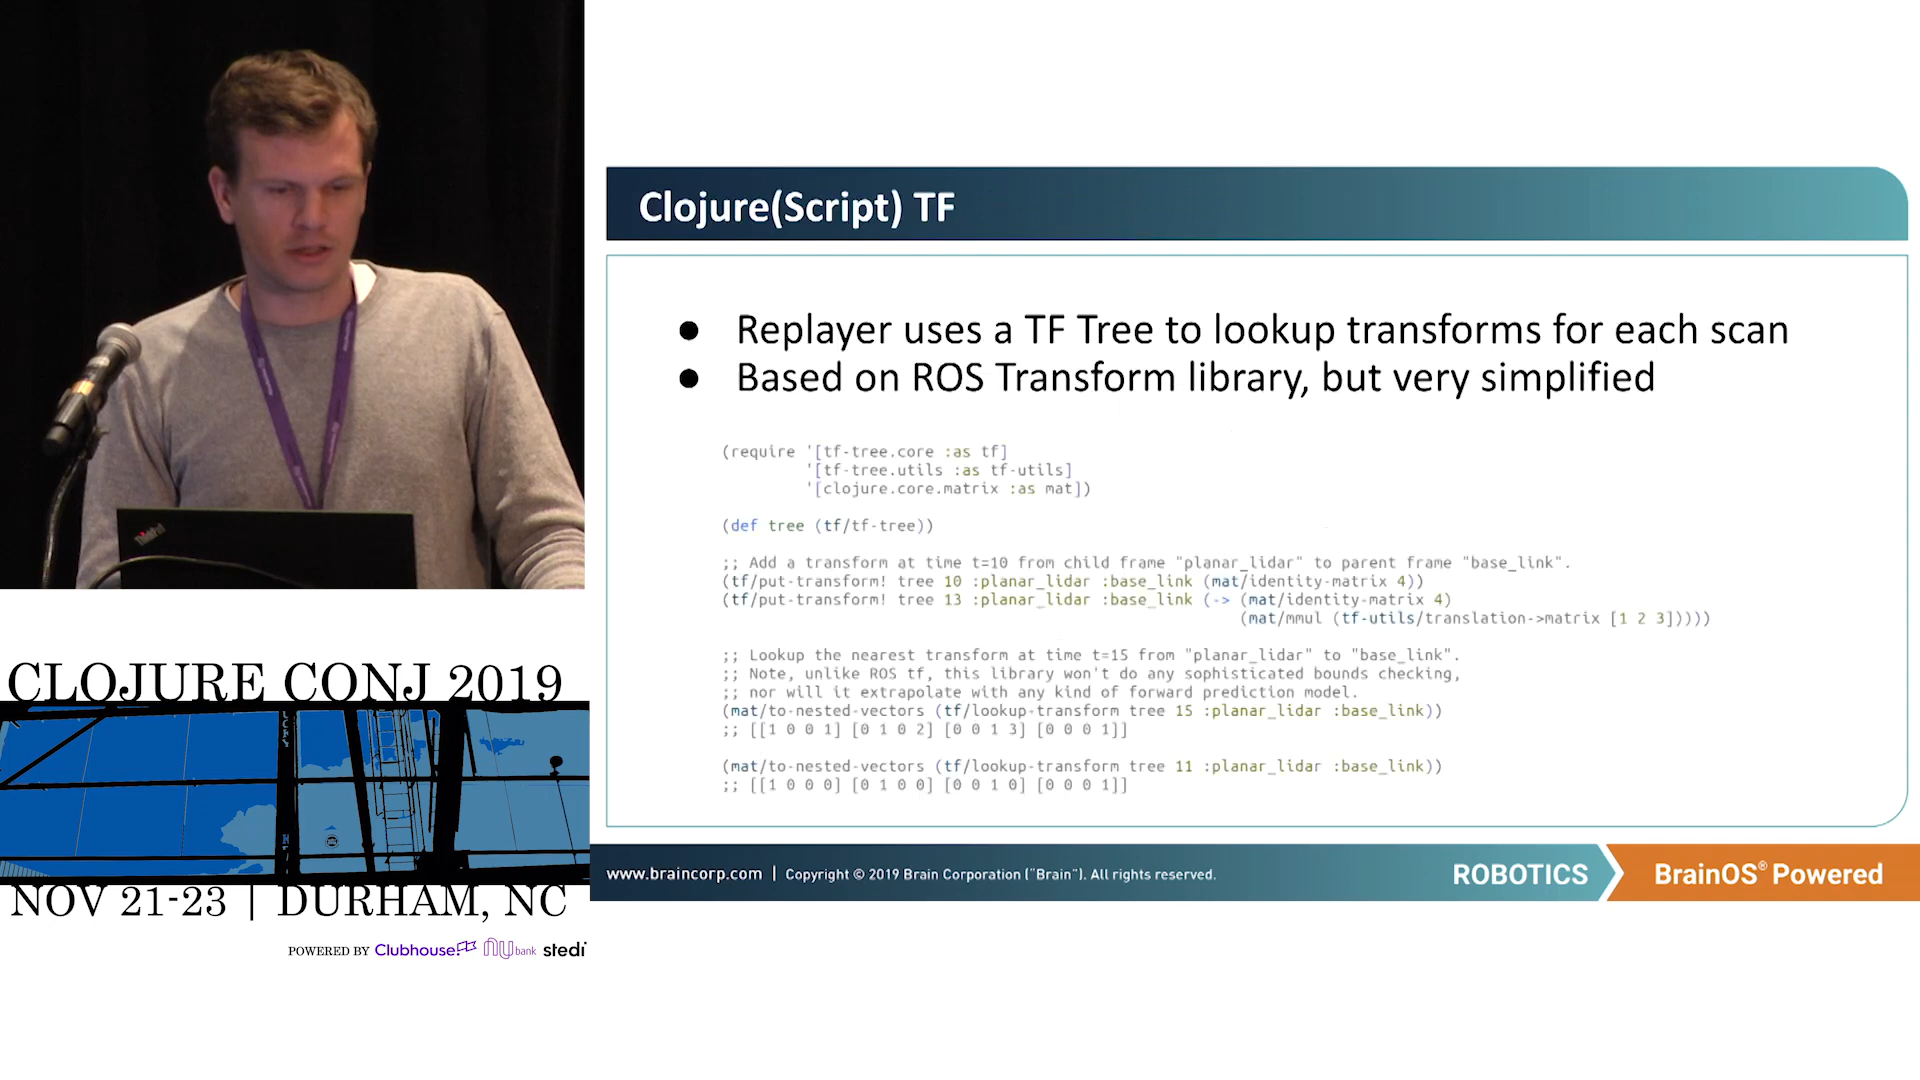 Clojure(Script) TF
● Replayer uses a TF Tree to lookup transforms for each scan
● Based on ROS Transform library, but very simplified
(require '[tf-tree.core :as tf]
'[tf-tree.utils :as tf-utils]
'[clojure.core.matrix :as mat])
(def tree (tf/tf-tree))
;; Add a transform at time t=10 from child frame "planar_lidar" to parent frame "base_link".
(tf/put-transform! tree 10 :planar_lidar :base_link (mat/identity-matrix 4))
(tf/put-transform! tree 13 :planar_lidar :base_link (-> (mat/identity-matrix 4)
(mat/mmul (tf-utils/translation->matrix [1 2 3]))))
;; Lookup the nearest transform at time t=15 from "planar_lidar" to "base_link".
;; Note, unlike ROS tf, this library won't do any sophisticated bounds checking,
;; nor will it extrapolate with any kind of forward prediction model.
(mat/to-nested-vectors (tf/lookup-transform tree 15 :planar_lidar :base_link))
;; [[1 0 0 1] [0 1 0 2] [0 0 1 3] [0 0 0 1]]
(mat/to-nested-vectors (tf/lookup-transform tree 11 :planar_lidar :base_link))
;; [[1 0 0 0] [0 1 0 0] [0 0 1 0] [0 0 0 1]]
www.braincorp.com | Copyright © 2019 Brain Corporation ("Brain"). All rights reserved.
ROBOTICS
BrainOS® Powered
ThinkPad
CLOJURE CONJ 2019
NOV 21-23 | DURHAM, NC
POWERED BY Clubhouse nu bank stedi